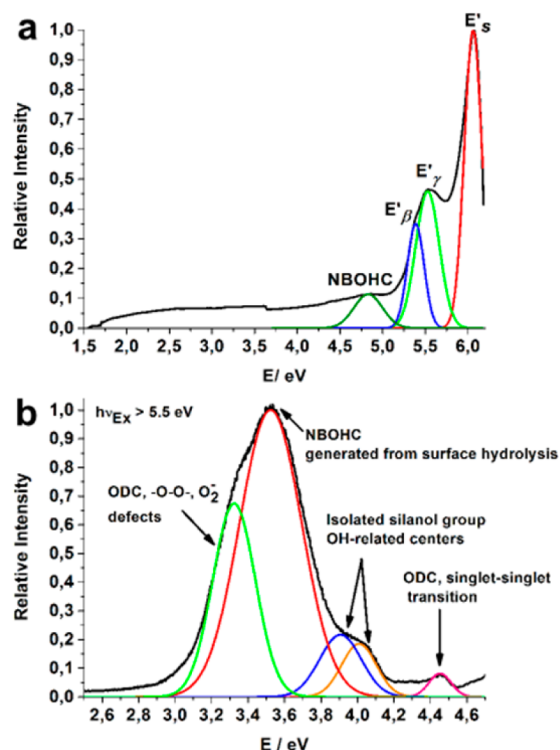 a
E's
E'γ
E'β
NBOHC
Relative Intensity
1,0
0,9
0,8
0,7
0,6
0,5
0,4
0,3
0,2
0,1
0,0
1,5 2,0 2,5 3,0 3,5 4,0 4,5 5,0 5,5 6,0
E/ eV
b
hνEx > 5.5 eV
NBOHC
generated from surface hydrolysis
ODC, -O-O-, O2-
defects
Isolated silanol group
OH-related centers
ODC, singlet-singlet
transition
Relative Intensity
1,0
0,9
0,8
0,7
0,6
0,5
0,4
0,3
0,2
0,1
0,0
2,6 2,8 3,0 3,2 3,4 3,6 3,8 4,0 4,2 4,4 4,6
E / eV